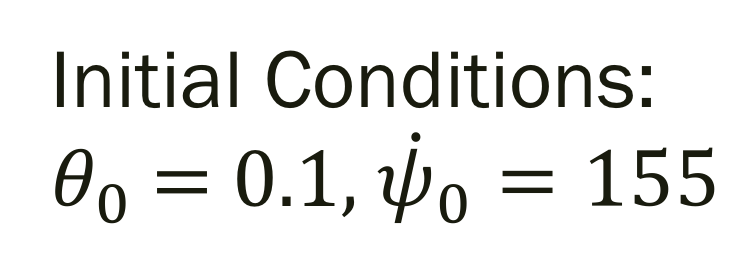 Initial Conditions:
θ₀ = 0.1, ψ̇₀ = 155